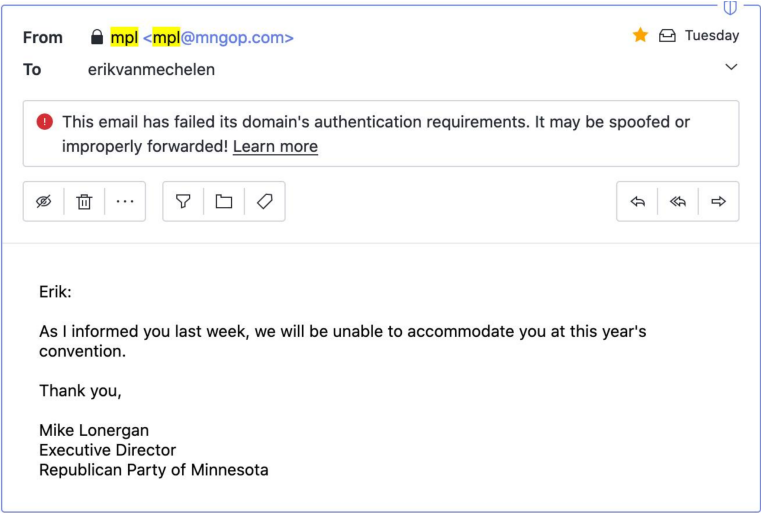 From mpl <mpl@mngop.com> Tuesday
To erikvanmechelen
This email has failed its domain's authentication requirements. It may be spoofed or
improperly forwarded! Learn more
Erik:
As I informed you last week, we will be unable to accommodate you at this year's
convention.
Thank you,
Mike Lonergan
Executive Director
Republican Party of Minnesota